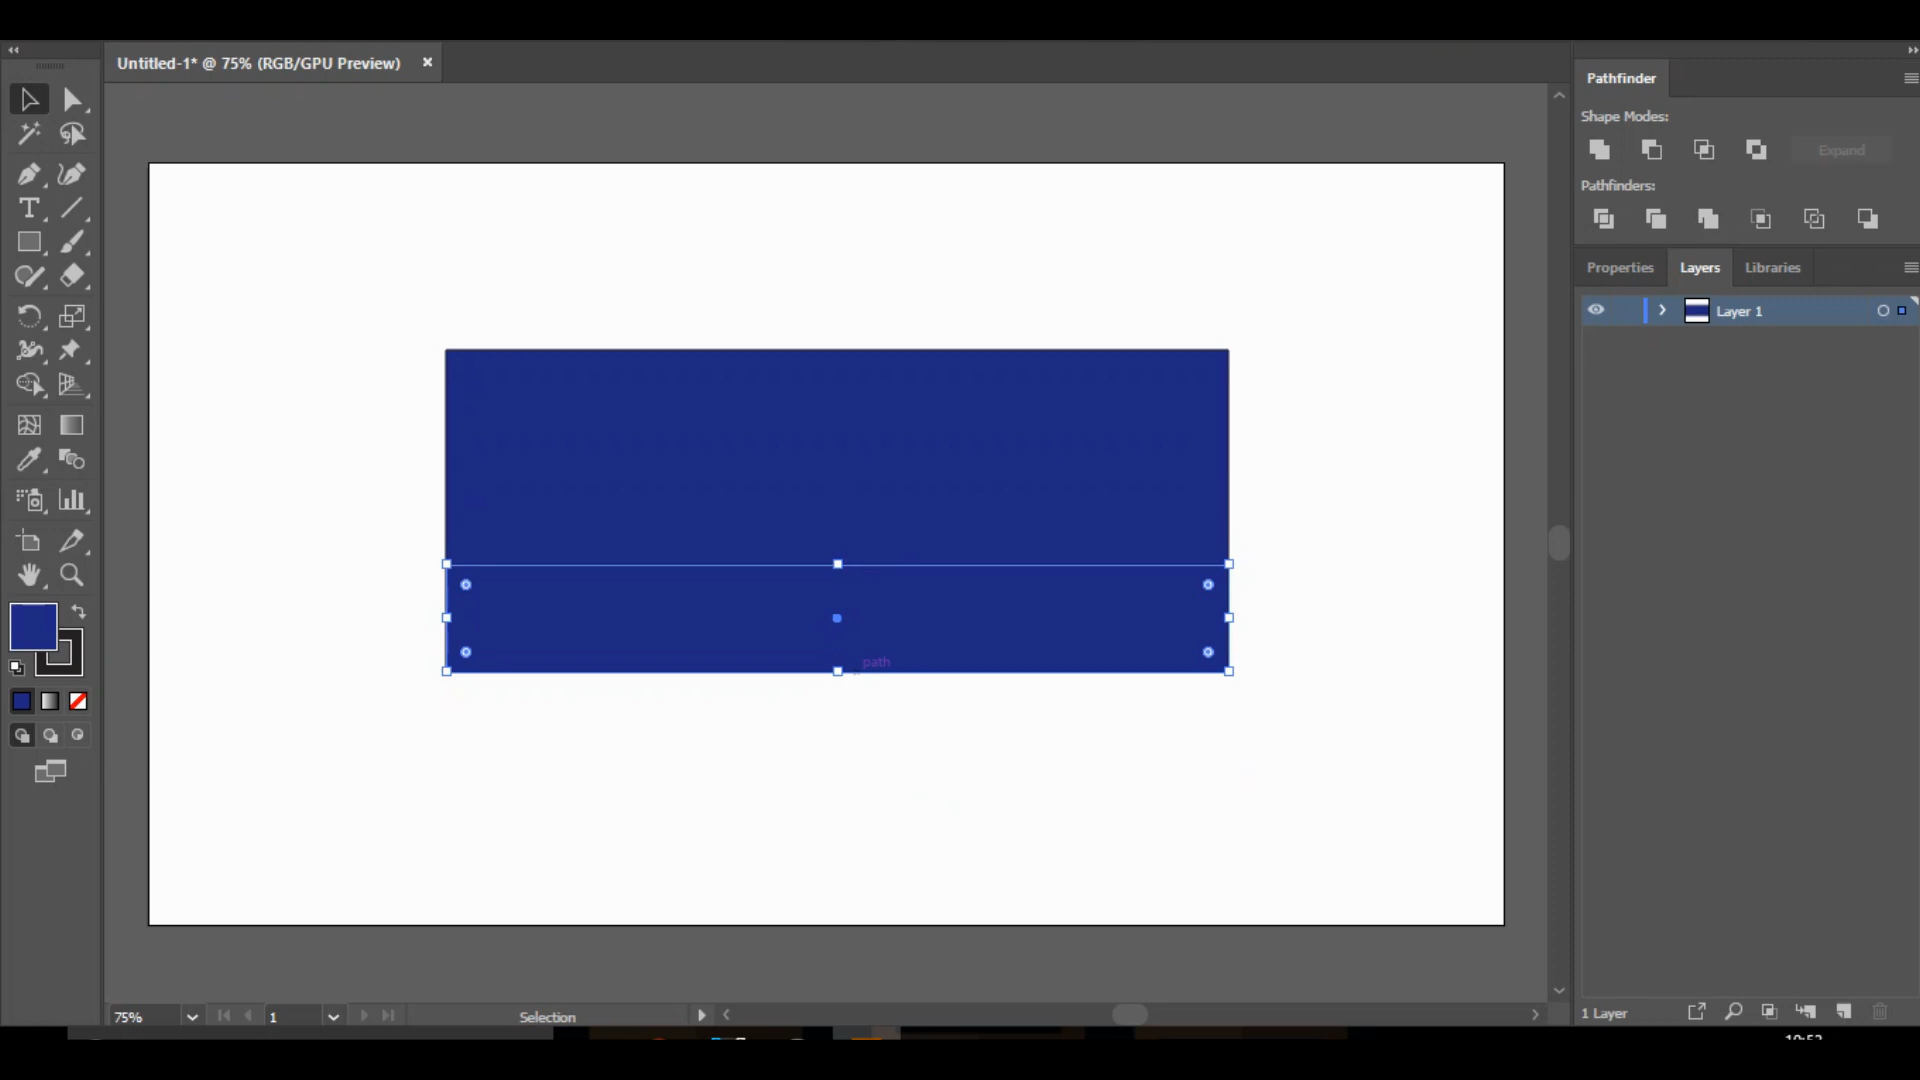 Untitled-1* @ 75% (RGB/GPU Preview)
Pathfinder
Shape Modes:
Expand
Pathfinders:
Properties
Layers
Libraries
Layer 1
path
75%
1
Selection
1 Layer